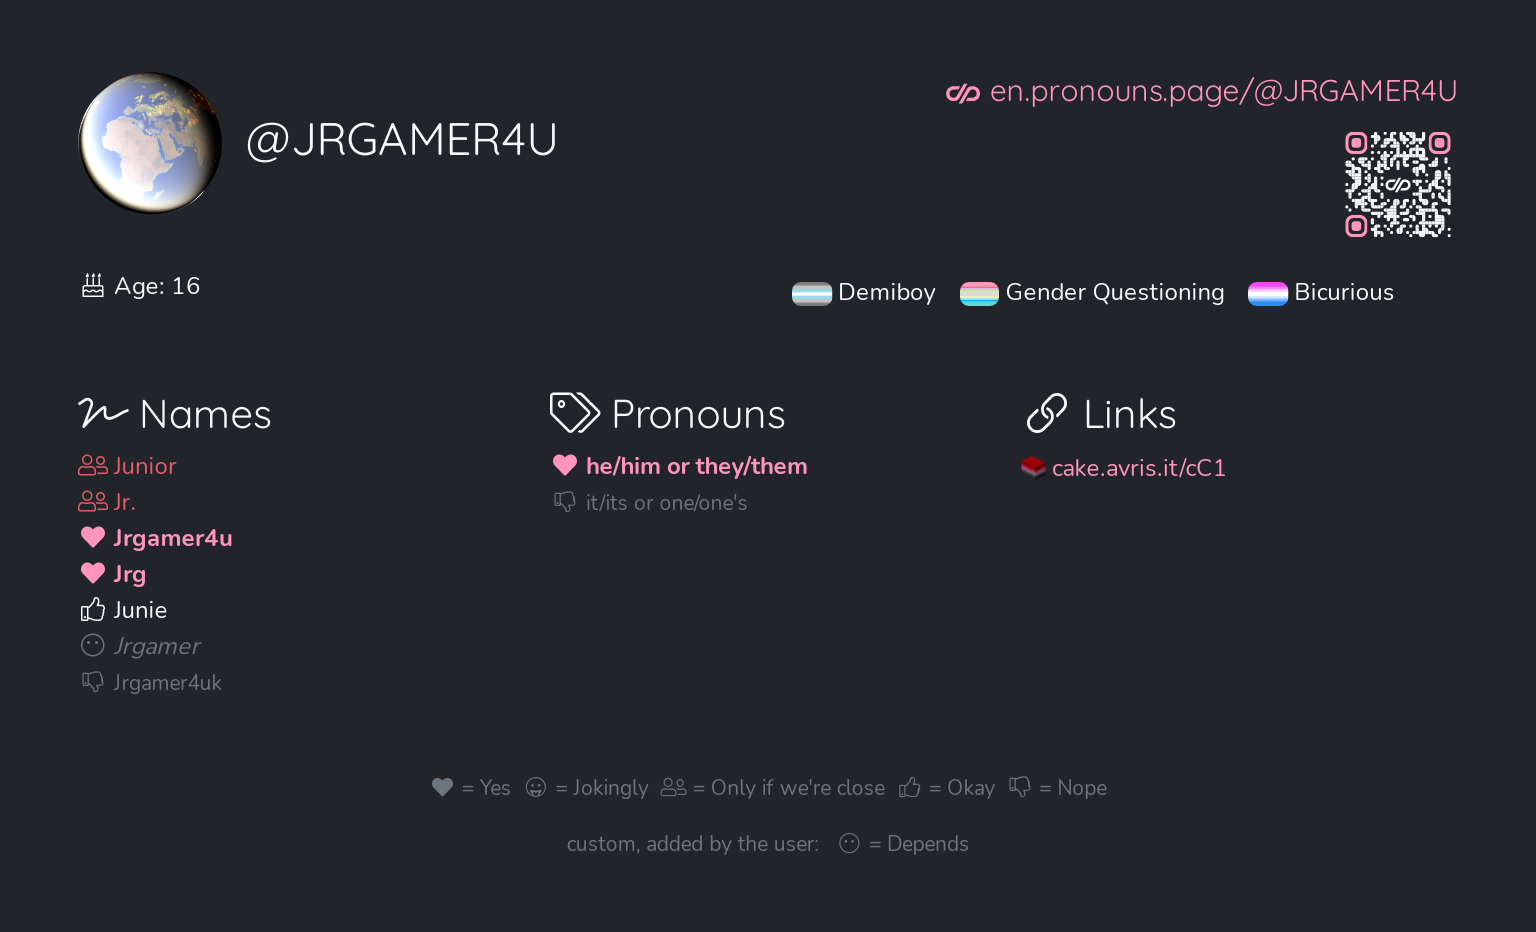 @JRGAMER4U
en.pronouns.page/@JRGAMER4U
Age: 16
Demiboy Gender Questioning Bicurious
Names
Junior
Jr.
Jrgamer4u
Jrg
Junie
Jrgamer
Jrgamer4uk
Pronouns
he/him or they/them
it/its or one/one's
Links
cake.avris.it/cC1
= Yes = Jokingly = Only if we're close = Okay = Nope
custom, added by the user: = Depends